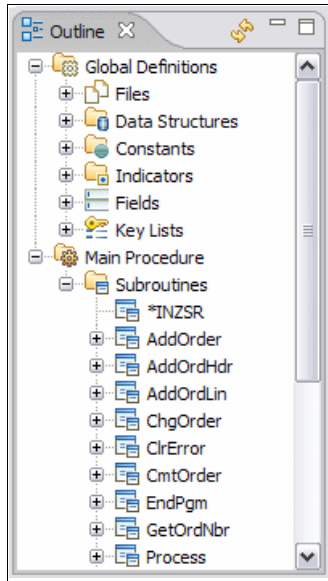 Outline
Global Definitions
Files
Data Structures
Constants
Indicators
Fields
Key Lists
Main Procedure
Subroutines
*INZSR
AddOrder
AddOrdHdr
AddOrdLin
ChgOrder
ClrError
CmtOrder
EndPgm
GetOrdNbr
Process